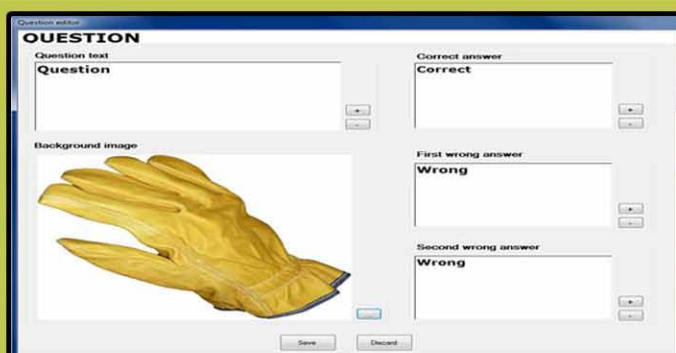 Question editor
QUESTION
Question text
Question
+
-
Correct answer
Correct
+
-
Background image
...
First wrong answer
Wrong
+
-
Second wrong answer
Wrong
+
-
Save
Discard